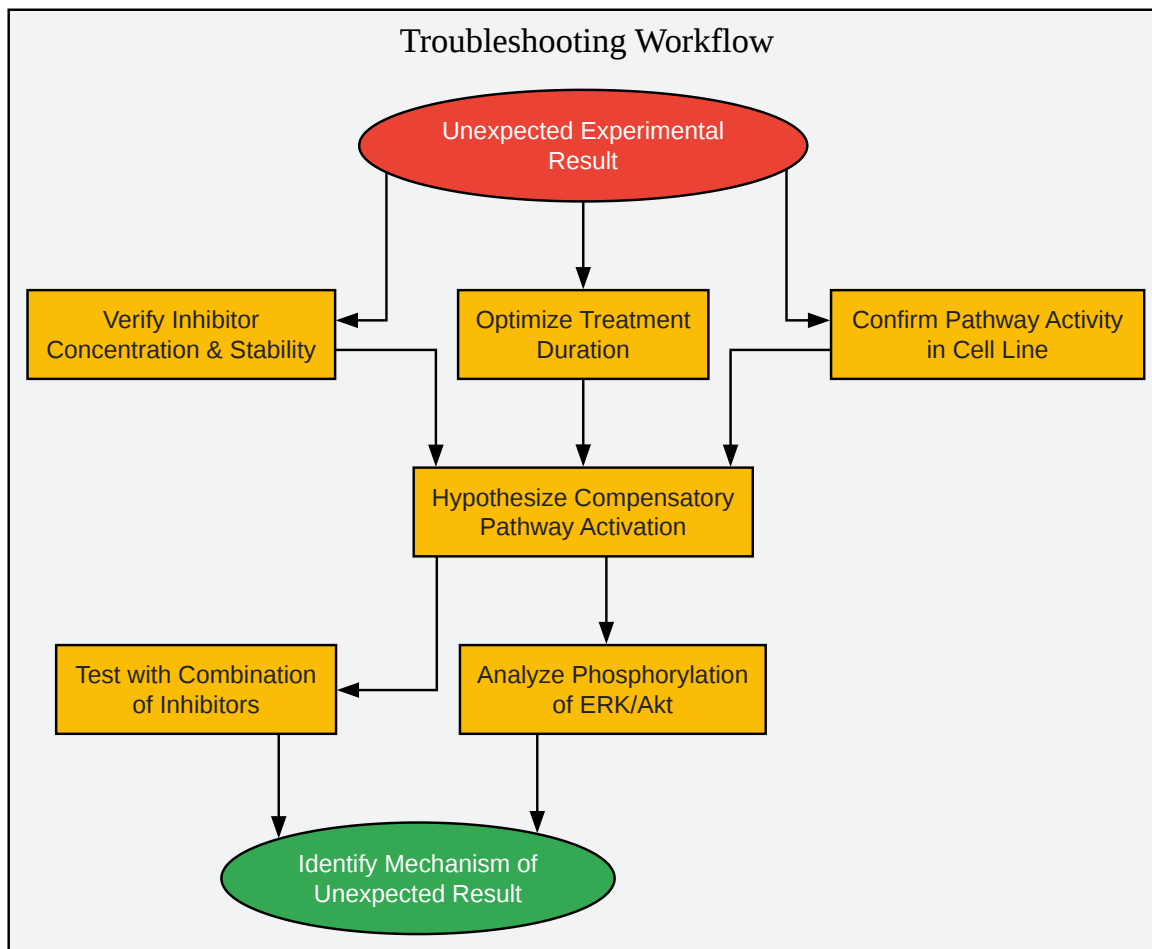 Troubleshooting Workflow
Unexpected Experimental
Result
Verify Inhibitor
Concentration & Stability
Optimize Treatment
Duration
Confirm Pathway Activity
in Cell Line
Hypothesize Compensatory
Pathway Activation
Test with Combination
of Inhibitors
Analyze Phosphorylation
of ERK/Akt
Identify Mechanism of
Unexpected Result